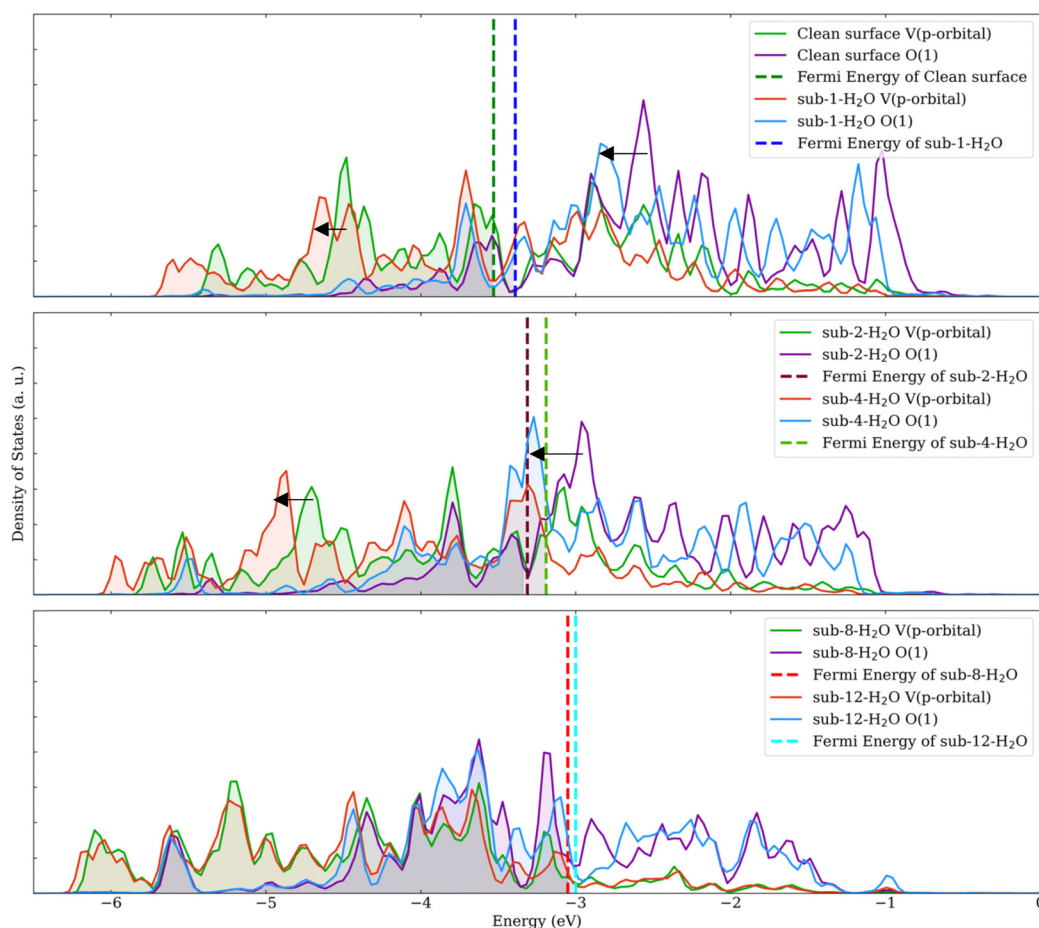 Clean surface V(p-orbital)
Clean surface O(1)
Fermi Energy of Clean surface
sub-1-H₂O V(p-orbital)
sub-1-H₂O O(1)
Fermi Energy of sub-1-H₂O
Density of States (a. u.)
sub-2-H₂O V(p-orbital)
sub-2-H₂O O(1)
Fermi Energy of sub-2-H₂O
sub-4-H₂O V(p-orbital)
sub-4-H₂O O(1)
Fermi Energy of sub-4-H₂O
sub-8-H₂O V(p-orbital)
sub-8-H₂O O(1)
Fermi Energy of sub-8-H₂O
sub-12-H₂O V(p-orbital)
sub-12-H₂O O(1)
Fermi Energy of sub-12-H₂O
−6 −5 −4 −3 −2 −1 0
Energy (eV)